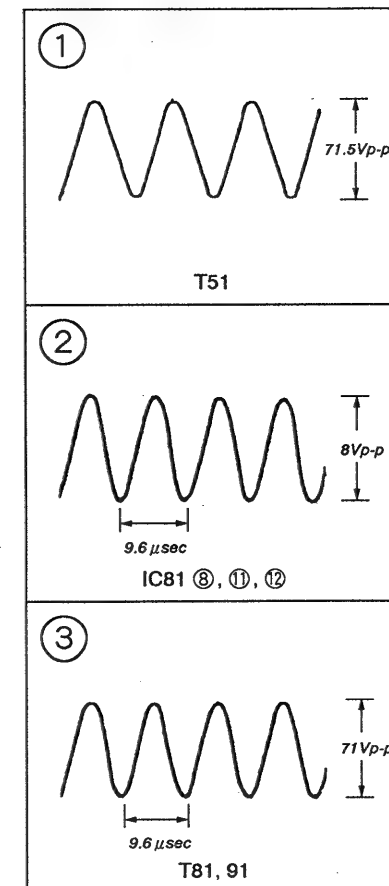 ①
71.5Vp-p
T51
②
8Vp-p
9.6 μsec
IC81 ⑧, ⑪, ⑫
③
71Vp-p
9.6 μsec
T81, 91